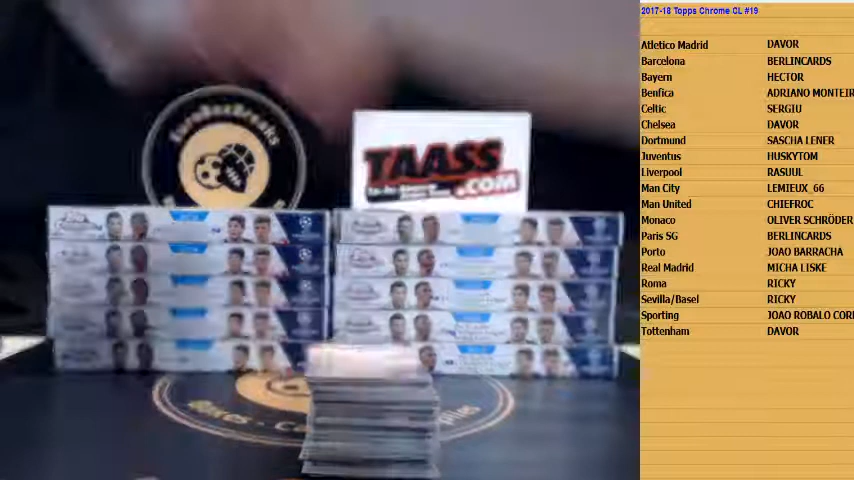 2017-18 Topps Chrome CL #19
Atletico Madrid DAVOR
Barcelona BERLINCARDS
Bayern HECTOR
Benfica ADRIANO MONTEIR
Celtic SERGIU
Chelsea DAVOR
Dortmund SASCHA LENER
Juventus HUSKYTOM
Liverpool RASUUL
Man City LEMIEUX_66
Man United CHIEFROC
Monaco OLIVER SCHRÖDER
Paris SG BERLINCARDS
Porto JOAO BARRACHA
Real Madrid MICHA LISKE
Roma RICKY
Sevilla/Basel RICKY
Sporting JOAO ROBALO COR
Tottenham DAVOR
EuroBoxBreaks
TAASS
.COM